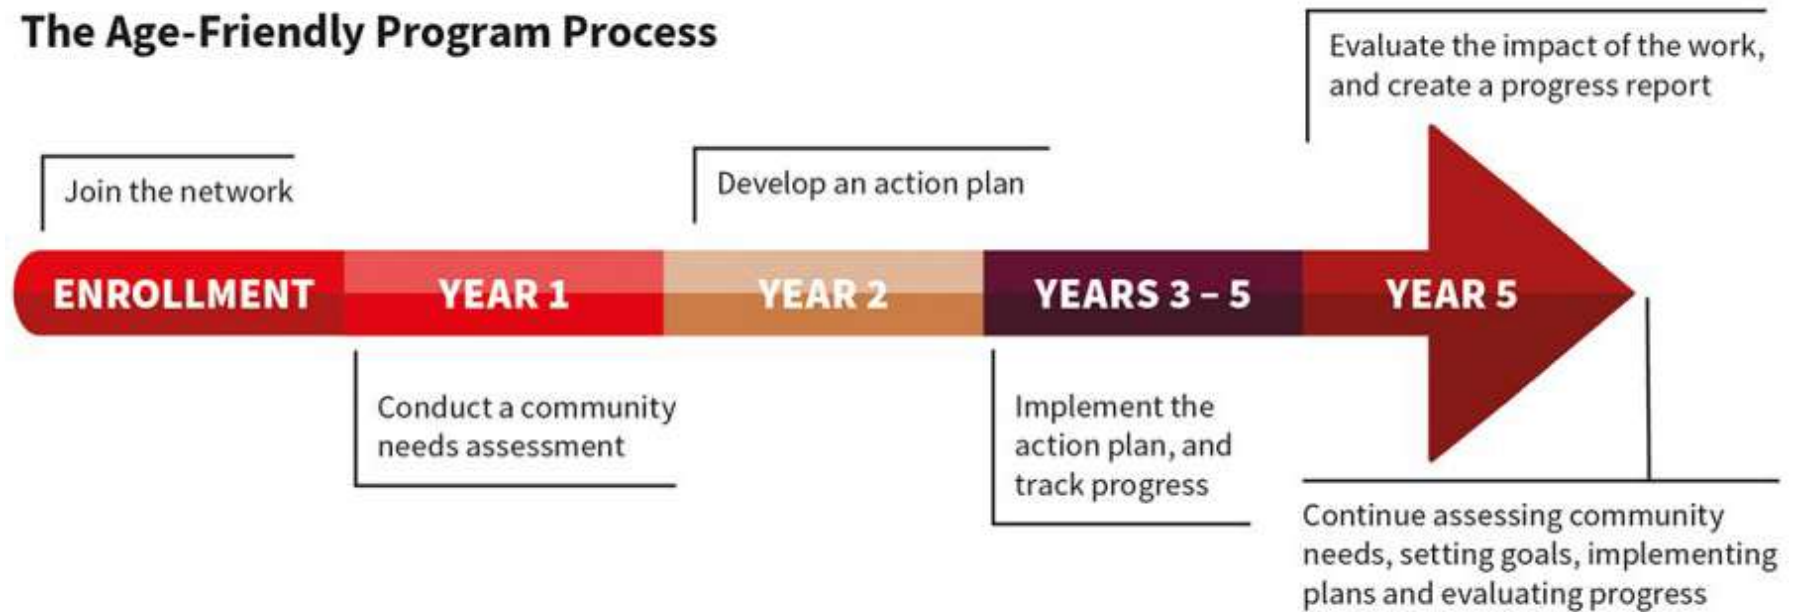 The Age-Friendly Program Process
Join the network
Develop an action plan
Evaluate the impact of the work,
and create a progress report
ENROLLMENT
YEAR 1
YEAR 2
YEARS 3 – 5
YEAR 5
Conduct a community
needs assessment
Implement the
action plan, and
track progress
Continue assessing community
needs, setting goals, implementing
plans and evaluating progress